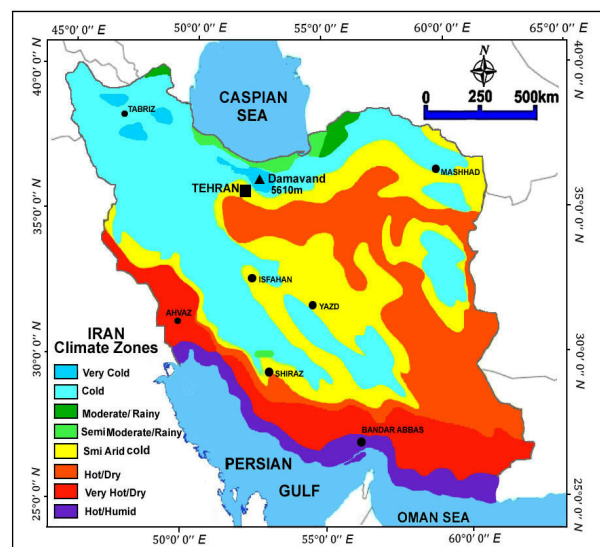 45°0'0'' N 50°0'0'' N 55°0'0'' N 60°0'0'' N 65°0'0'' N
40°0'0'' N
40°0'0'' N
N
0 250 500km
CASPIAN
SEA
TABRIZ
MASHHAD
Damavand
5610m
TEHRAN
35°0'0'' N
35°0'0'' N
ISFAHAN
YAZD
AHVAZ
30°0'0'' N
30°0'0'' N
SHIRAZ
BANDAR ABBAS
IRAN
Climate Zones
Very Cold
Cold
Moderate/ Rainy
Semi Moderate/ Rainy
Smi Arid cold
Hot/Dry
Very Hot/Dry
Hot/Humid
PERSIAN
GULF
OMAN SEA
25°0'0'' N
25°0'0'' N
50°0'0'' N 55°0'0'' N 60°0'0'' N